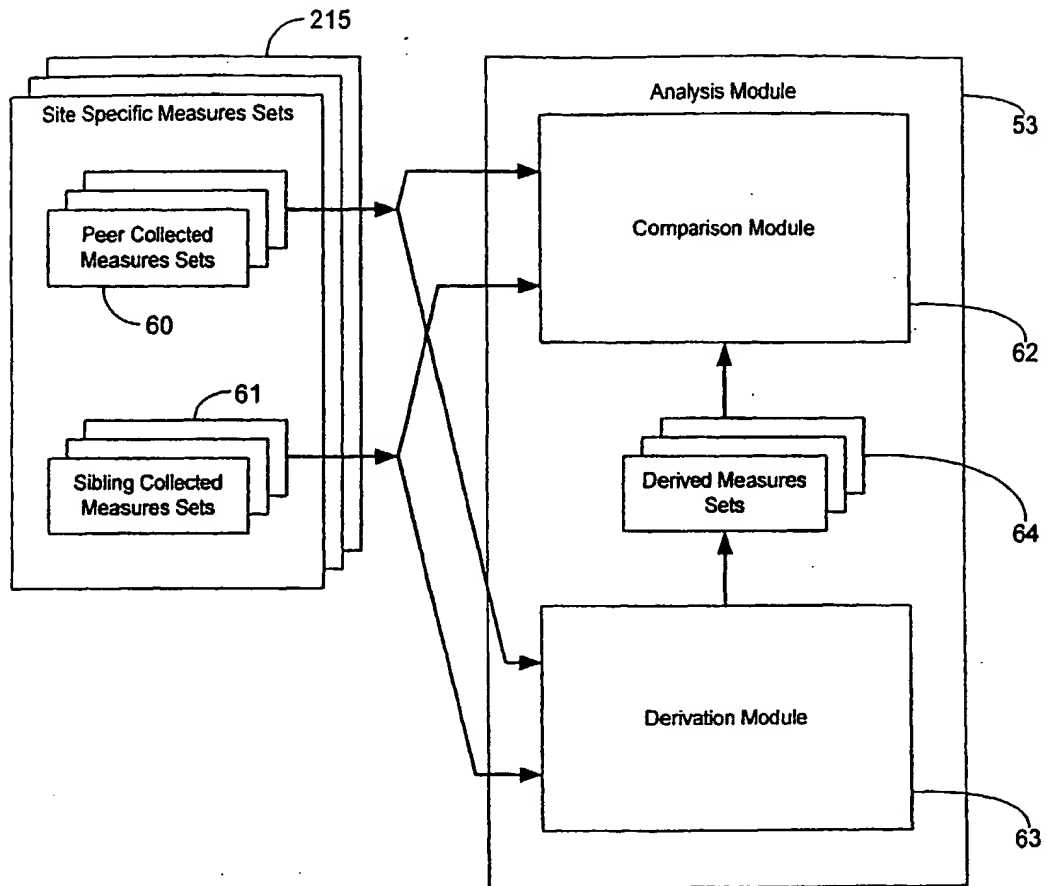 215
Site Specific Measures Sets
Peer Collected
Measures Sets
60
61
Sibling Collected
Measures Sets
Analysis Module
53
Comparison Module
62
Derived Measures
Sets
64
Derivation Module
63